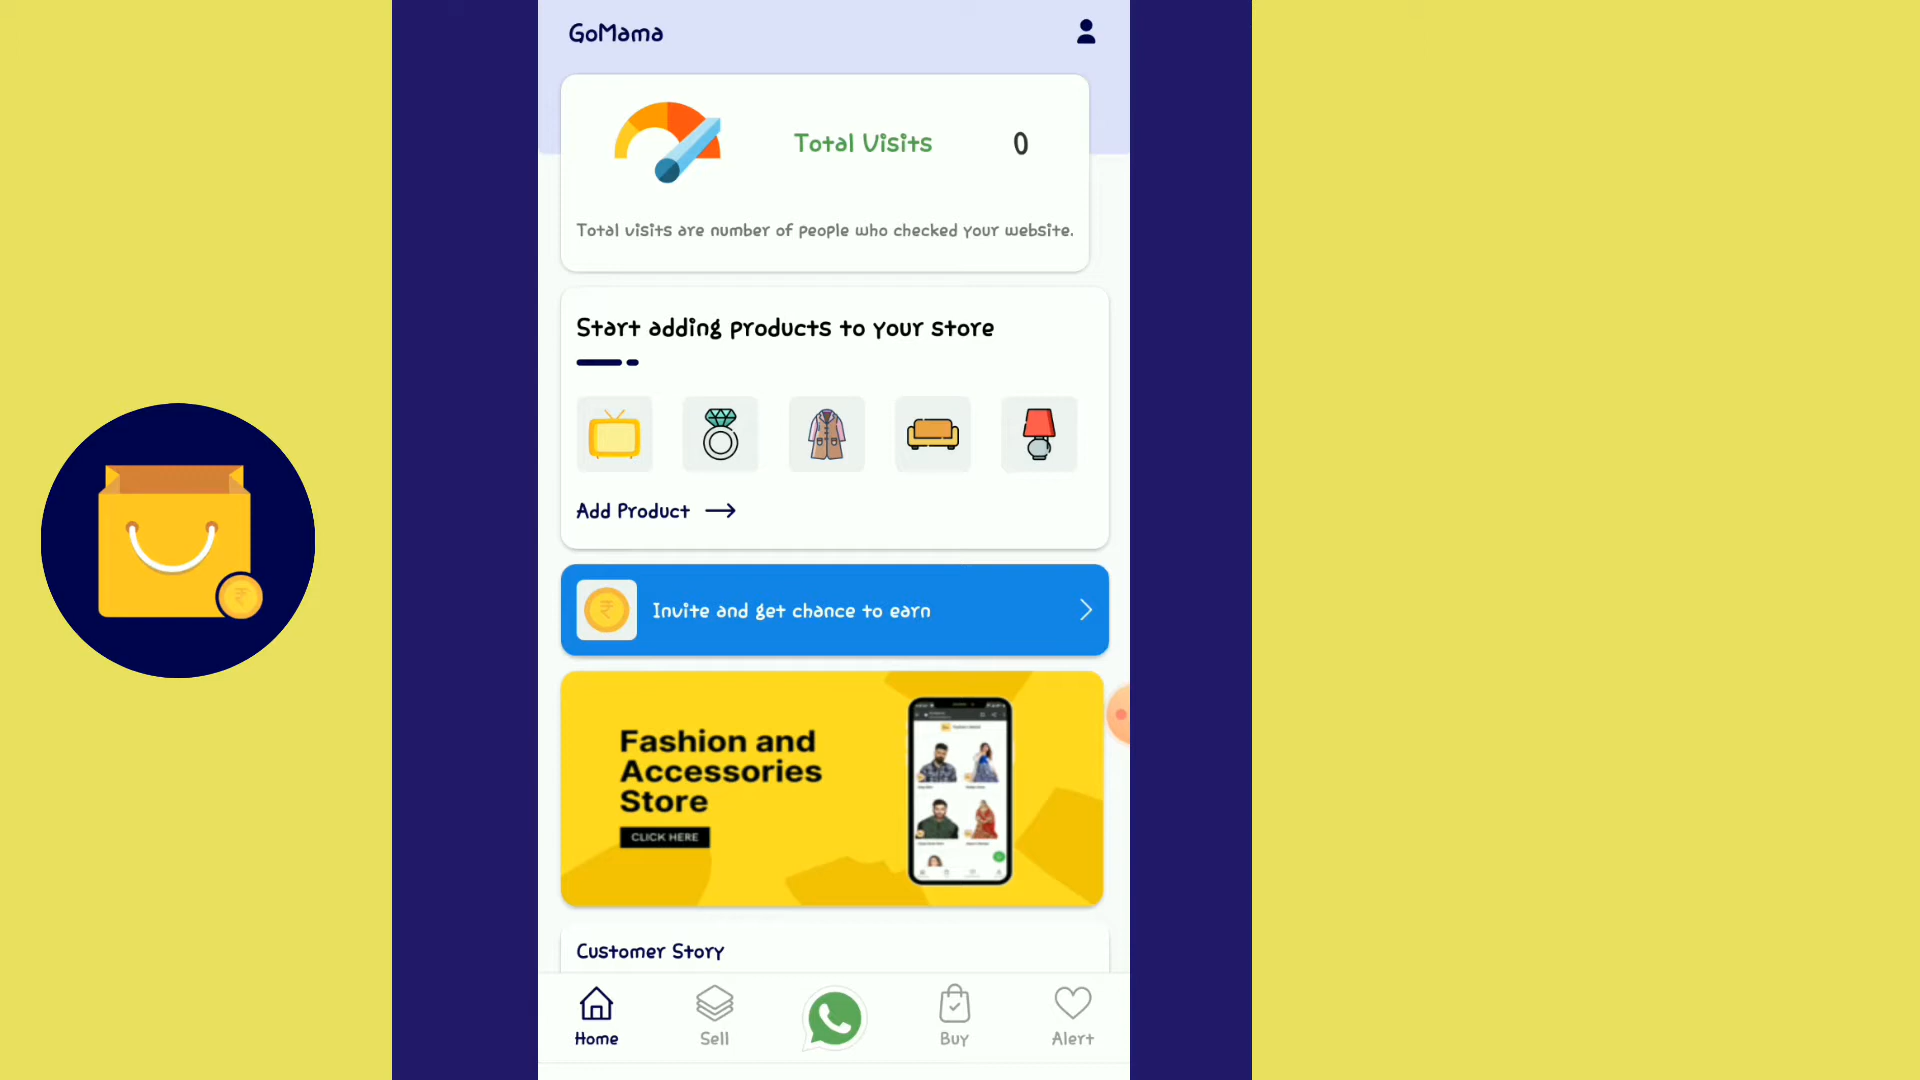 GoMama
Total Visits 0
Total visits are number of people who checked your website.
Start adding products to your store
Add Product
Invite and get chance to earn
Fashion and
Accessories
Store
CLICK HERE
Customer Story
Home
Sell
Buy
Alert